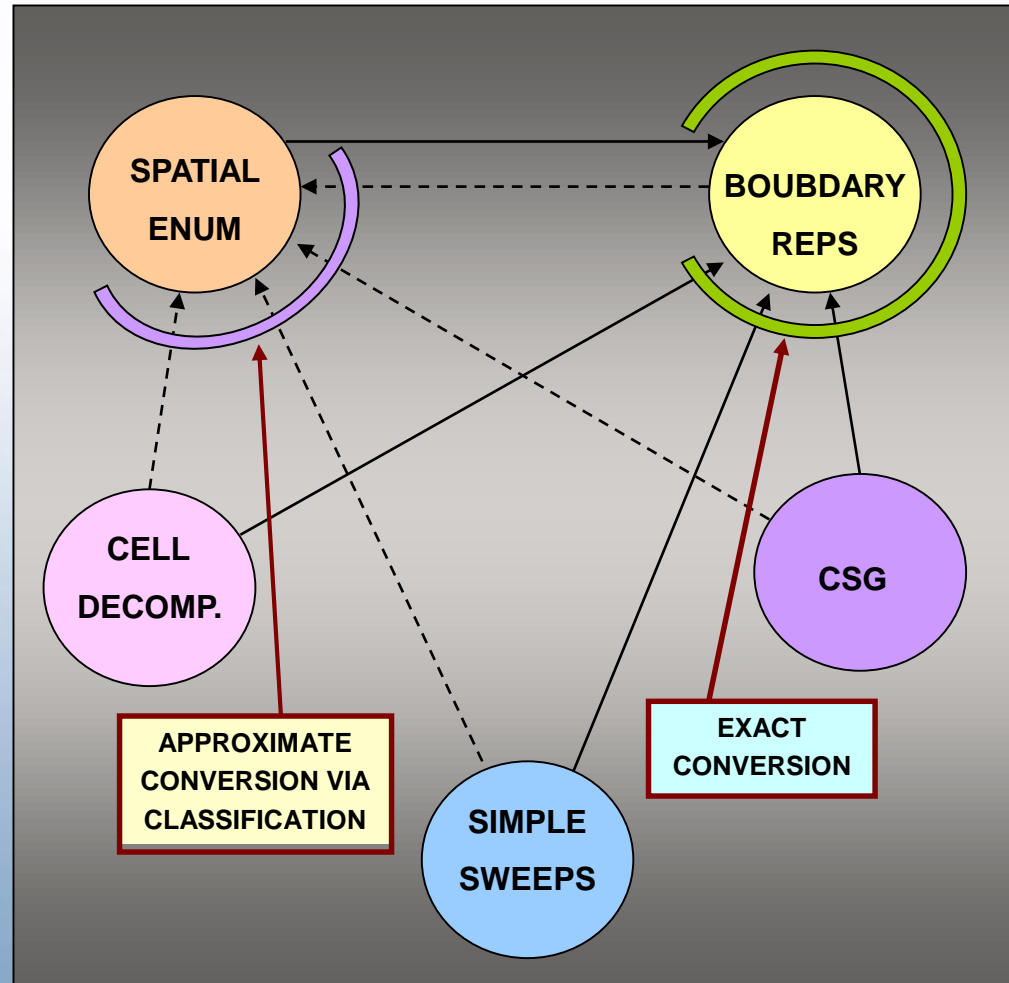 SPATIAL
ENUM
BOUBDARY
REPS
CELL
DECOMP.
CSG
APPROXIMATE
CONVERSION VIA
CLASSIFICATION
EXACT
CONVERSION
SIMPLE
SWEEPS